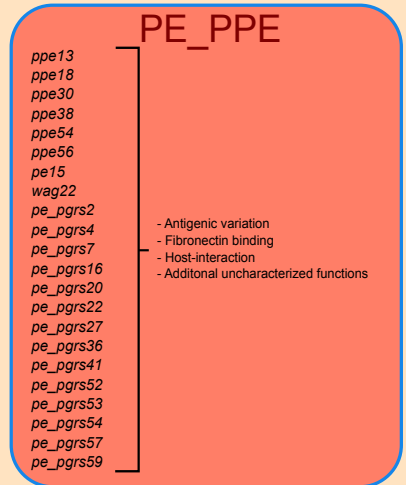 PE_PPE
ppe13
ppe18
ppe30
ppe38
ppe54
ppe56
pe15
wag22
pe_pgrs2
pe_pgrs4
pe_pgrs7
pe_pgrs16
pe_pgrs20
pe_pgrs22
pe_pgrs27
pe_pgrs36
pe_pgrs41
pe_pgrs52
pe_pgrs53
pe_pgrs54
pe_pgrs57
pe_pgrs59
- Antigenic variation
- Fibronectin binding
- Host-interaction
- Additonal uncharacterized functions